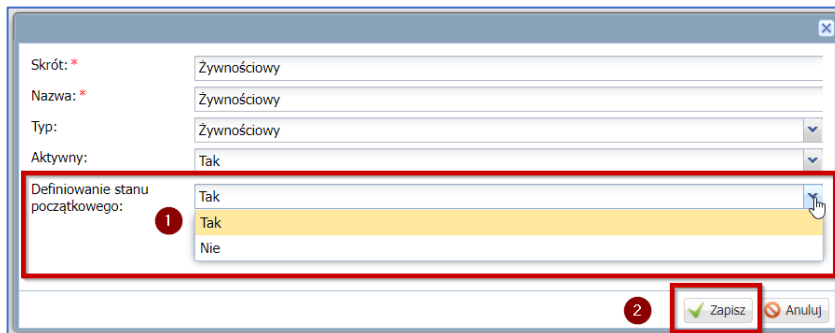 Skrót: * Żywnościowy
Nazwa: * Żywnościowy
Typ: Żywnościowy
Aktywny: Tak
Definiowanie stanu początkowego: Tak
1 Tak
Nie
2 Zapisz Anuluj